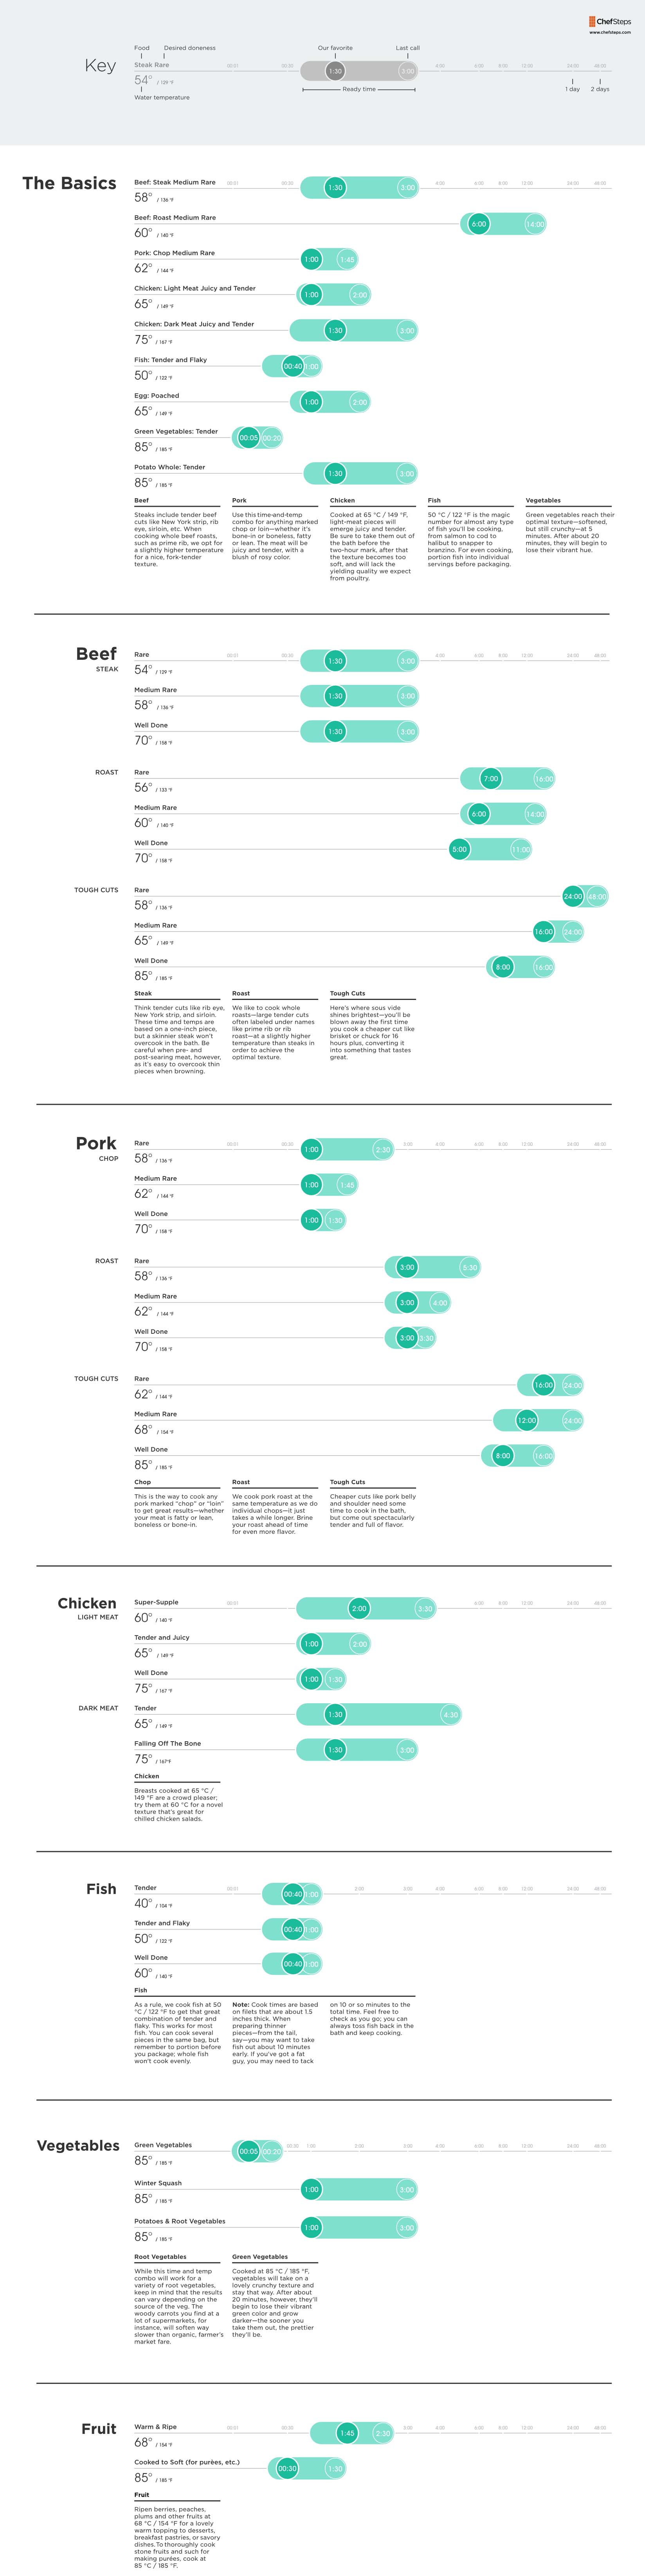 ChefSteps
www.chefsteps.com
Key
Food Desired doneness Our favorite Last call
Steak Rare 00:01 00:30 1:30 3:00 4:00 6:00 8:00 12:00 24:00 48:00
54° / 129 °F
Water temperature
Ready time
1 day 2 days
The Basics
Beef: Steak Medium Rare 00:01 00:30 1:30 3:00 4:00 6:00 8:00 12:00 24:00 48:00
58° / 136 °F
Beef: Roast Medium Rare 6:00 14:00
60° / 140 °F
Pork: Chop Medium Rare 1:00 1:45
62° / 144 °F
Chicken: Light Meat Juicy and Tender 1:00 2:00
65° / 149 °F
Chicken: Dark Meat Juicy and Tender 1:30 3:00
75° / 167 °F
Fish: Tender and Flaky 00:40 1:00
50° / 122 °F
Egg: Poached 1:00 2:00
65° / 149 °F
Green Vegetables: Tender 00:05 00:20
85° / 185 °F
Potato Whole: Tender 1:30 3:00
85° / 185 °F
Beef
Steaks include tender beef
cuts like New York strip, rib
eye, sirloin, etc. When
cooking whole beef roasts,
such as prime rib, we opt for
a slightly higher temperature
for a nice, fork-tender
texture.
Pork
Use this time-and-temp
combo for anything marked
chop or loin—whether it's
bone-in or boneless, fatty
or lean. The meat will be
juicy and tender, with a
blush of rosy color.
Chicken
Cooked at 65 °C / 149 °F,
light-meat pieces will
emerge juicy and tender.
Be sure to take them out of
the bath before the
two-hour mark, after that
the texture becomes too
soft, and will lack the
yielding quality we expect
from poultry.
Fish
50 °C / 122 °F is the magic
number for almost any type
of fish you'll be cooking,
from salmon to cod to
halibut to snapper to
branzino. For even cooking,
portion fish into individual
servings before packaging.
Vegetables
Green vegetables reach their
optimal texture—softened,
but still crunchy—at 5
minutes. After about 20
minutes, they will begin to
lose their vibrant hue.
Beef
STEAK
Rare 00:01 00:30 1:30 3:00 4:00 6:00 8:00 12:00 24:00 48:00
54° / 129 °F
Medium Rare 1:30 3:00
58° / 136 °F
Well Done 1:30 3:00
70° / 158 °F
ROAST
Rare 7:00 16:00
56° / 133 °F
Medium Rare 6:00 14:00
60° / 140 °F
Well Done 5:00 11:00
70° / 158 °F
TOUGH CUTS
Rare 24:00 48:00
58° / 136 °F
Medium Rare 16:00 24:00
65° / 149 °F
Well Done 8:00 16:00
85° / 185 °F
Steak
Think tender cuts like rib eye,
New York strip, and sirloin.
These time and temps are
based on a one-inch piece,
but a skinnier steak won't
overcook in the bath. Be
careful when pre- and
post-searing meat, however,
as it's easy to overcook thin
pieces when browning.
Roast
We like to cook whole
roasts—large tender cuts
often labeled under names
like prime rib or rib
roast—at a slightly higher
temperature than steaks in
order to achieve the
optimal texture.
Tough Cuts
Here's where sous vide
shines brightest—you'll be
blown away the first time
you cook a cheaper cut like
brisket or chuck for 16
hours plus, converting it
into something that tastes
great.
Pork
CHOP
Rare 00:01 00:30 1:00 2:30 3:00 4:00 6:00 8:00 12:00 24:00 48:00
58° / 136 °F
Medium Rare 1:00 1:45
62° / 144 °F
Well Done 1:00 1:30
70° / 158 °F
ROAST
Rare 3:00 5:30
58° / 136 °F
Medium Rare 3:00 4:00
62° / 144 °F
Well Done 3:00 3:30
70° / 158 °F
TOUGH CUTS
Rare 16:00 24:00
62° / 144 °F
Medium Rare 12:00 24:00
68° / 154 °F
Well Done 8:00 16:00
85° / 185 °F
Chop
This is the way to cook any
pork marked "chop" or "loin"
to get great results—whether
your meat is fatty or lean,
boneless or bone-in.
Roast
We cook pork roast at the
same temperature as we do
individual chops—it just
takes a while longer. Brine
your roast ahead of time
for even more flavor.
Tough Cuts
Cheaper cuts like pork belly
and shoulder need some
time to cook in the bath,
but come out spectacularly
tender and full of flavor.
Chicken
LIGHT MEAT
Super-Supple 00:01 2:00 3:30 6:00 8:00 12:00 24:00 48:00
60° / 140 °F
Tender and Juicy 1:00 2:00
65° / 149 °F
Well Done 1:00 1:30
75° / 167 °F
DARK MEAT
Tender 1:30 4:30
65° / 149 °F
Falling Off The Bone 1:30 3:00
75° / 167°F
Chicken
Breasts cooked at 65 °C /
149 °F are a crowd pleaser;
try them at 60 °C for a novel
texture that's great for
chilled chicken salads.
Fish
Tender 00:01 00:40 1:00 2:00 3:00 4:00 6:00 8:00 12:00 24:00 48:00
40° / 104 °F
Tender and Flaky 00:40 1:00
50° / 122 °F
Well Done 00:40 1:00
60° / 140 °F
Fish
As a rule, we cook fish at 50
°C / 122 °F to get that great
combination of tender and
flaky. This works for most
fish. You can cook several
pieces in the same bag, but
remember to portion before
you package; whole fish
won't cook evenly.
Note: Cook times are based
on filets that are about 1.5
inches thick. When
preparing thinner
pieces—from the tail,
say—you may want to take
fish out about 10 minutes
early. If you've got a fat
guy, you may need to tack
on 10 or so minutes to the
total time. Feel free to
check as you go; you can
always toss fish back in the
bath and keep cooking.
Vegetables
Green Vegetables 00:05 00:20 00:30 1:00 2:00 3:00 4:00 6:00 8:00 12:00 24:00 48:00
85° / 185 °F
Winter Squash 1:00 3:00
85° / 185 °F
Potatoes & Root Vegetables 1:00 3:00
85° / 185 °F
Root Vegetables
While this time and temp
combo will work for a
variety of root vegetables,
keep in mind that the results
can vary depending on the
source of the veg. The
woody carrots you find at a
lot of supermarkets, for
instance, will soften way
slower than organic, farmer's
market fare.
Green Vegetables
Cooked at 85 °C / 185 °F,
vegetables will take on a
lovely crunchy texture and
stay that way. After about
20 minutes, however, they'll
begin to lose their vibrant
green color and grow
darker—the sooner you
take them out, the prettier
they'll be.
Fruit
Warm & Ripe 00:01 00:30 1:45 2:30 3:00 4:00 6:00 8:00 12:00 24:00 48:00
68° / 154 °F
Cooked to Soft (for purèes, etc.) 00:30 1:30
85° / 185 °F
Fruit
Ripen berries, peaches,
plums and other fruits at
68 °C / 154 °F for a lovely
warm topping to desserts,
breakfast pastries, or savory
dishes.To thoroughly cook
stone fruits and such for
making purées, cook at
85 °C / 185 °F.